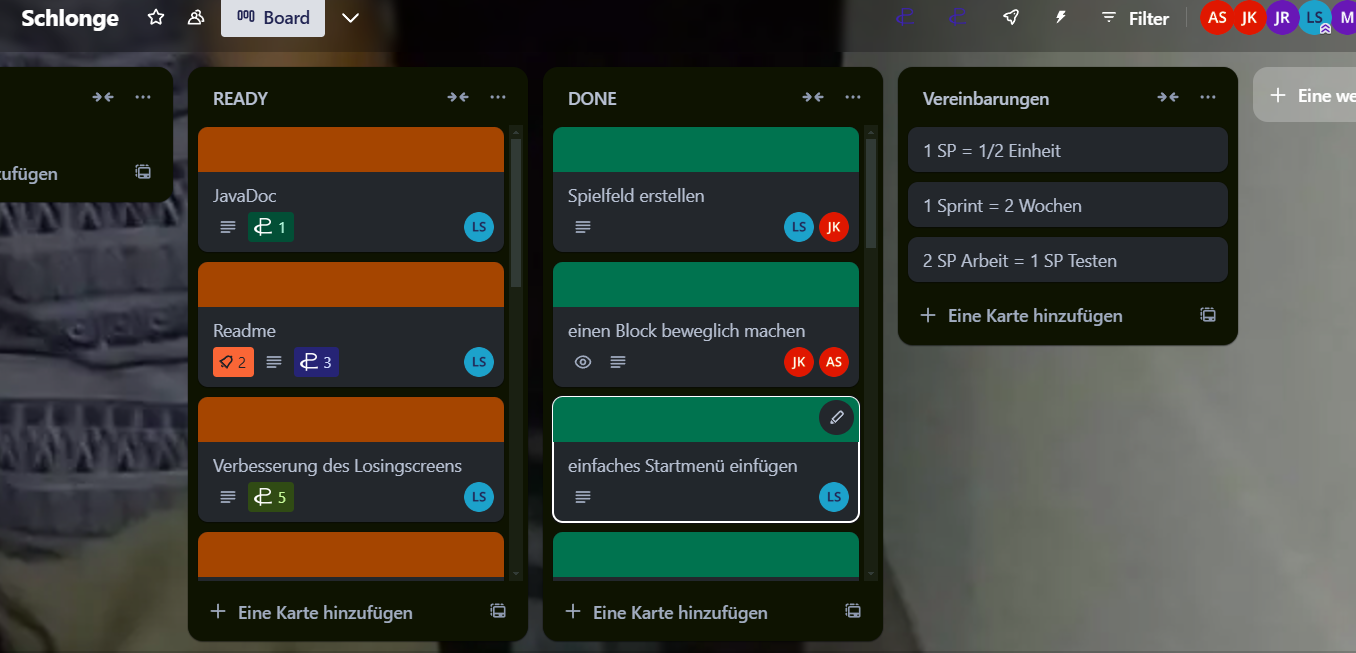 Schlonge
Board
Filter
AS
JK
JR
LS
M
zufügen
READY
JavaDoc
1
LS
Readme
2
3
LS
Verbesserung des Losingscreens
5
LS
Eine Karte hinzufügen
DONE
Spielfeld erstellen
LS
JK
einen Block beweglich machen
JK
AS
einfaches Startmenü einfügen
LS
Eine Karte hinzufügen
Vereinbarungen
1 SP = 1/2 Einheit
1 Sprint = 2 Wochen
2 SP Arbeit = 1 SP Testen
Eine Karte hinzufügen
Eine we